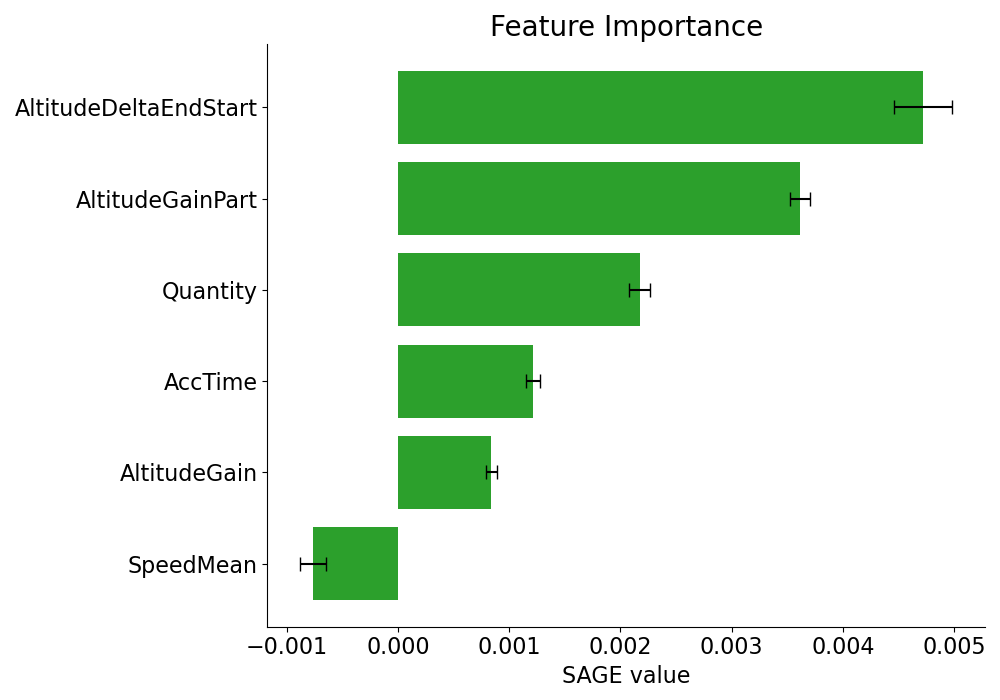 Feature Importance
AltitudeDeltaEndStart
AltitudeGainPart
Quantity
AccTime
AltitudeGain
SpeedMean
−0.001 0.000 0.001 0.002 0.003 0.004 0.005
SAGE value